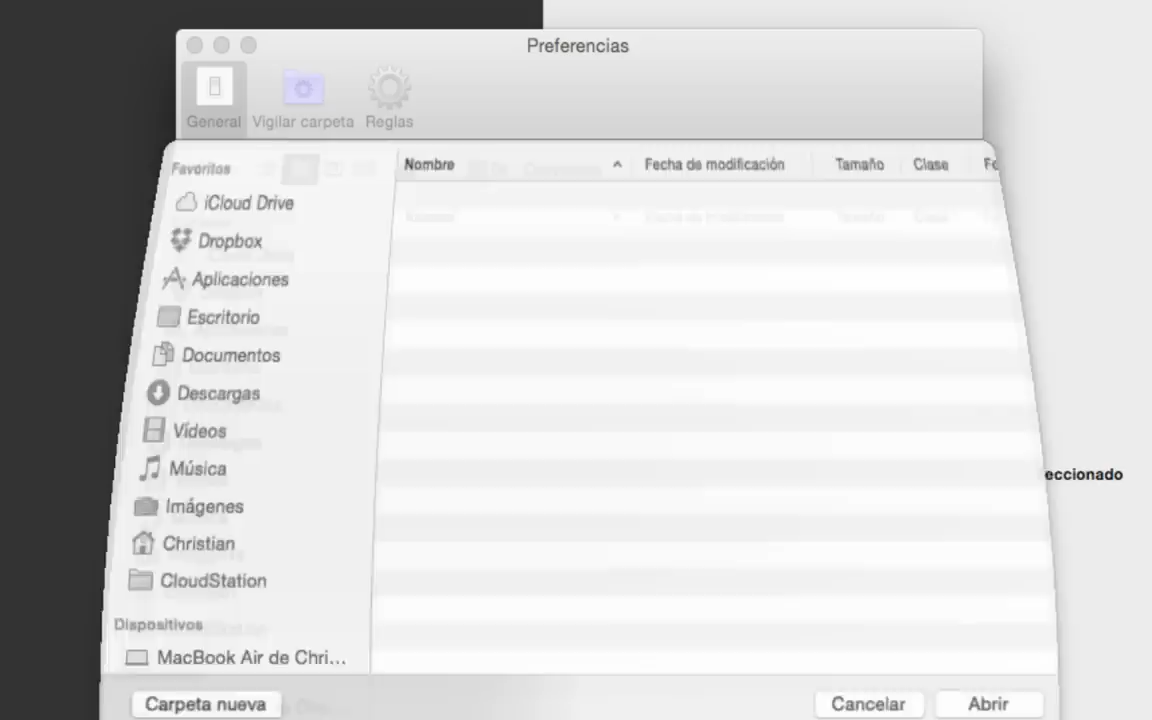 Preferencias
General Vigilar carpeta Reglas
Favoritos
Nombre Fecha de modificación Tamaño Clase
iCloud Drive
Dropbox
Aplicaciones
Escritorio
Documentos
Descargas
Vídeos
Música
eccionado
Imágenes
Christian
CloudStation
Dispositivos
MacBook Air de Chri...
Carpeta nueva Cancelar Abrir